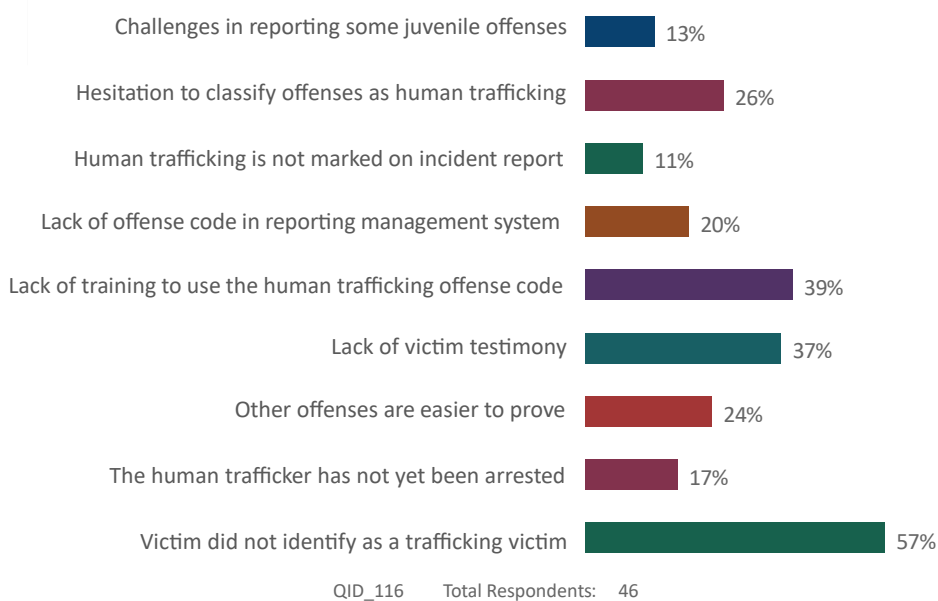 Challenges in reporting some juvenile offenses 13%
Hesitation to classify offenses as human trafficking 26%
Human trafficking is not marked on incident report 11%
Lack of offense code in reporting management system 20%
Lack of training to use the human trafficking offense code 39%
Lack of victim testimony 37%
Other offenses are easier to prove 24%
The human trafficker has not yet been arrested 17%
Victim did not identify as a trafficking victim 57%
QID_116 Total Respondents: 46